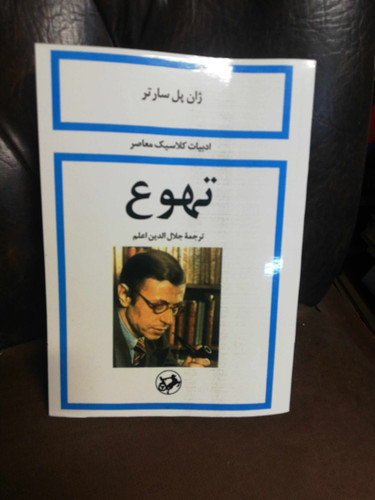 ژان پل سارتر
ادبیات کلاسیک معاصر
تهوع
ترجمهٔ جلال الدین اعلم